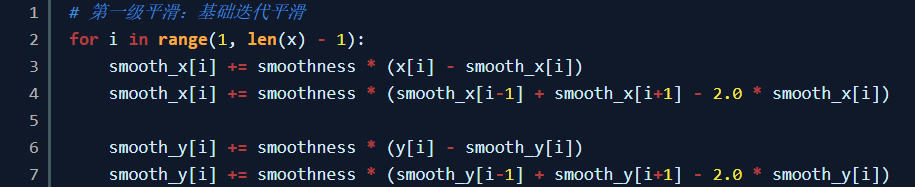 1 # 第一级平滑：基础迭代平滑
2 for i in range(1, len(x) - 1):
3     smooth_x[i] += smoothness * (x[i] - smooth_x[i])
4     smooth_x[i] += smoothness * (smooth_x[i-1] + smooth_x[i+1] - 2.0 * smooth_x[i])
5
6     smooth_y[i] += smoothness * (y[i] - smooth_y[i])
7     smooth_y[i] += smoothness * (smooth_y[i-1] + smooth_y[i+1] - 2.0 * smooth_y[i])